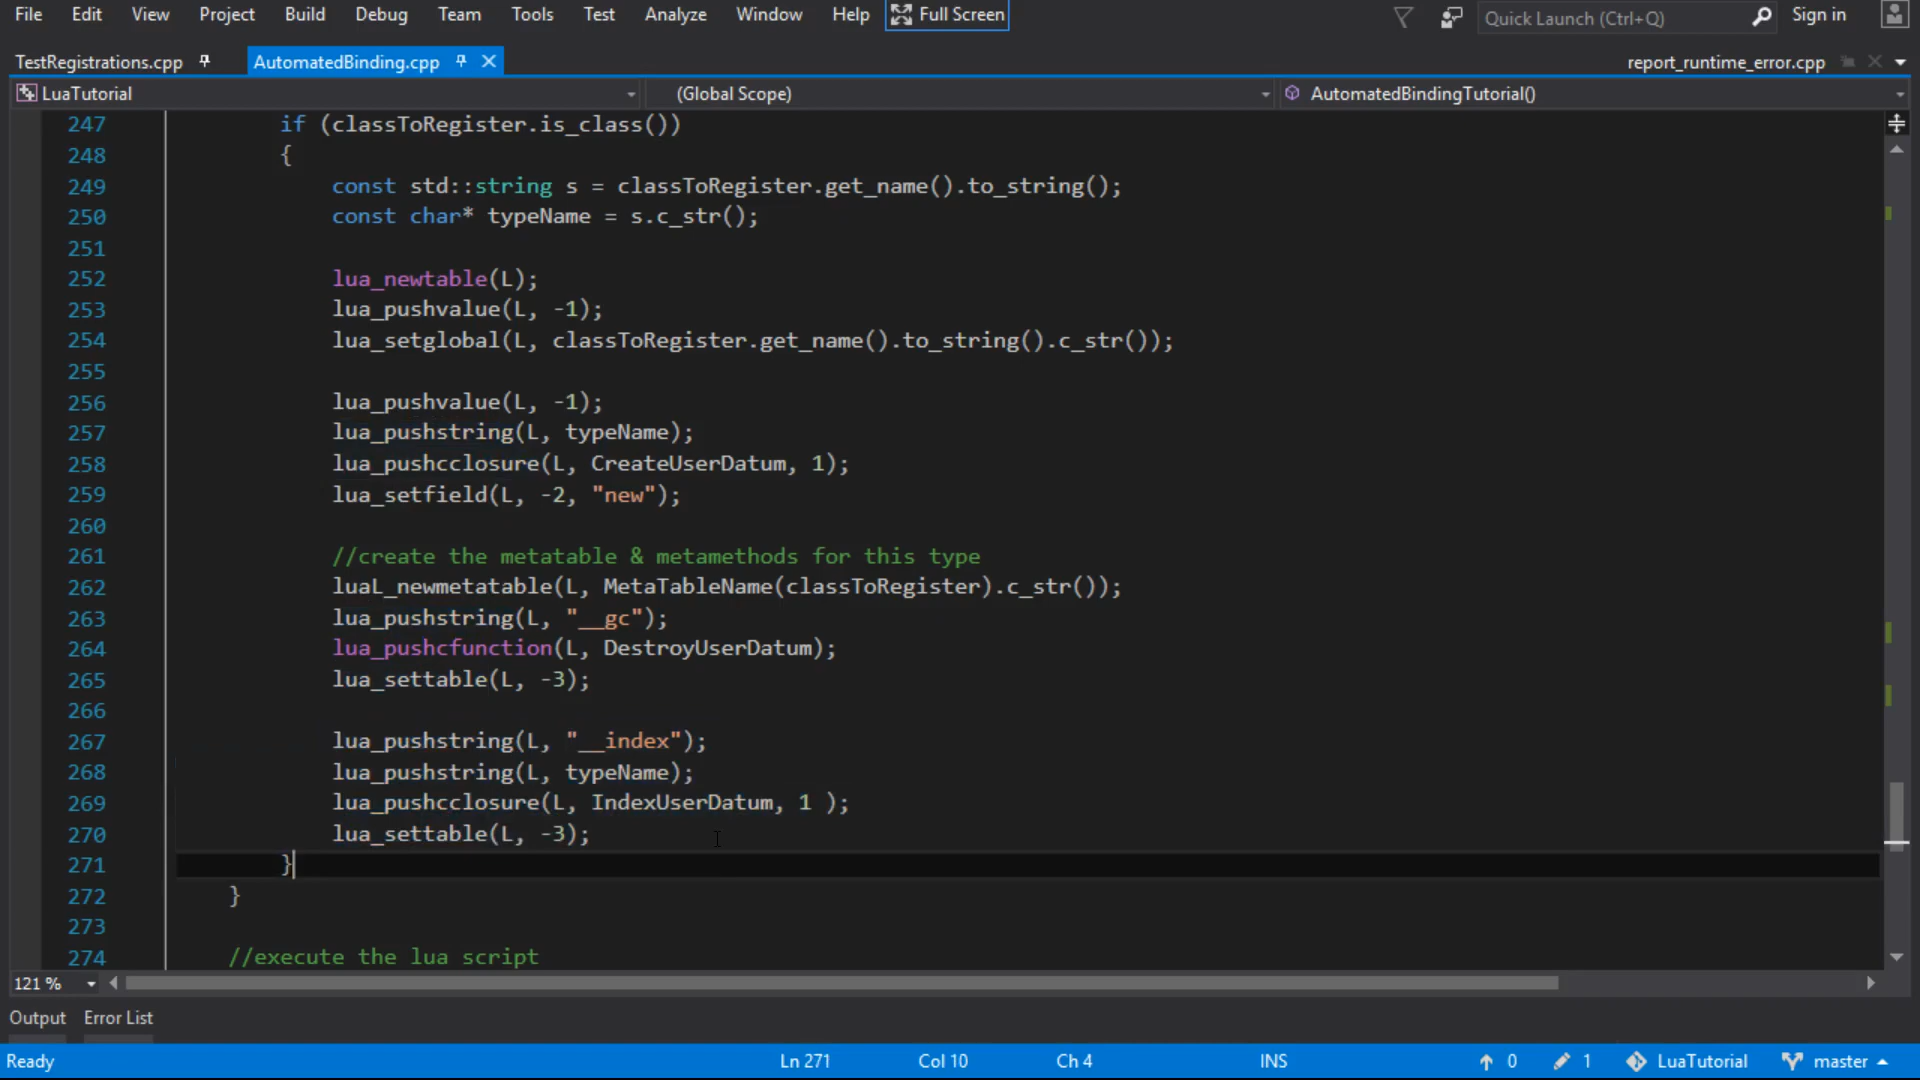 File Edit View Project Build Debug Team Tools Test Analyze Window Help Full Screen Quick Launch (Ctrl+Q) Sign in
TestRegistrations.cpp AutomatedBinding.cpp report_runtime_error.cpp
LuaTutorial (Global Scope) AutomatedBindingTutorial()
247 if (classToRegister.is_class())
248 {
249 const std::string s = classToRegister.get_name().to_string();
250 const char* typeName = s.c_str();
251
252 lua_newtable(L);
253 lua_pushvalue(L, -1);
254 lua_setglobal(L, classToRegister.get_name().to_string().c_str());
255
256 lua_pushvalue(L, -1);
257 lua_pushstring(L, typeName);
258 lua_pushcclosure(L, CreateUserDatum, 1);
259 lua_setfield(L, -2, "new");
260
261 //create the metatable & metamethods for this type
262 luaL_newmetatable(L, MetaTableName(classToRegister).c_str());
263 lua_pushstring(L, "__gc");
264 lua_pushcfunction(L, DestroyUserDatum);
265 lua_settable(L, -3);
266
267 lua_pushstring(L, "__index");
268 lua_pushstring(L, typeName);
269 lua_pushcclosure(L, IndexUserDatum, 1 );
270 lua_settable(L, -3);
271 }
272 }
273
274 //execute the lua script
121 %
Output Error List
Ready Ln 271 Col 10 Ch 4 INS 0 1 LuaTutorial master